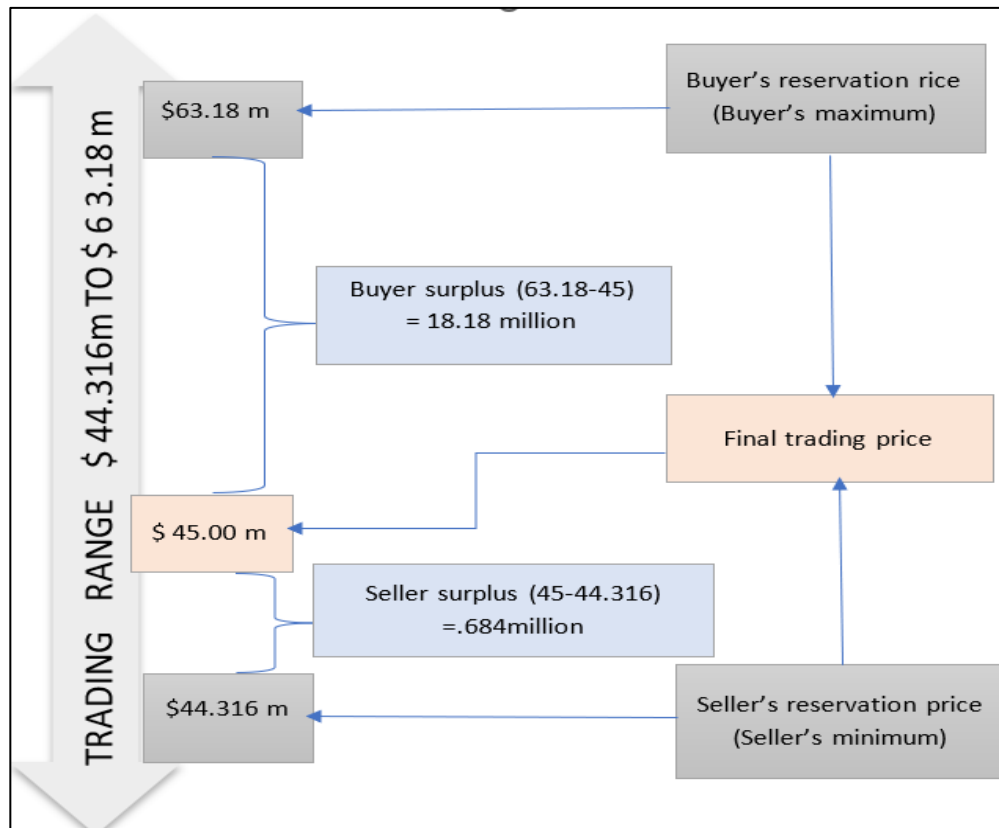 TRADING RANGE $ 44.316m TO $ 6 3.18 m
$63.18 m
Buyer's reservation rice
(Buyer's maximum)
Buyer surplus (63.18-45)
= 18.18 million
Final trading price
$ 45.00 m
Seller surplus (45-44.316)
=.684million
$44.316 m
Seller's reservation price
(Seller's minimum)